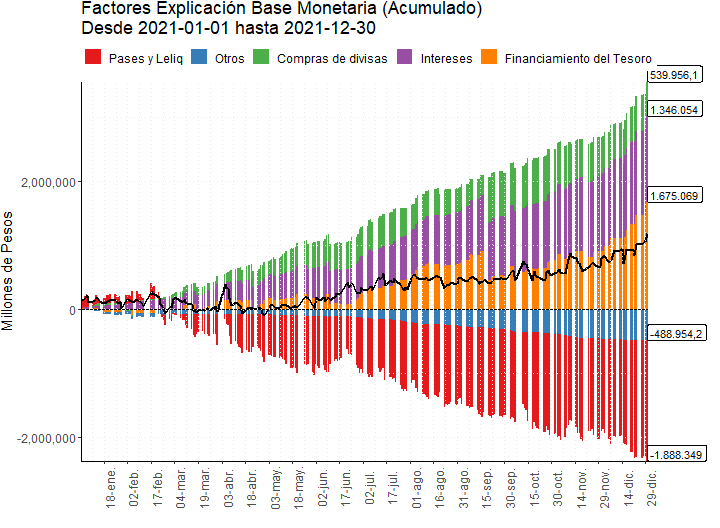 Factores Explicación Base Monetaria (Acumulado)
Desde 2021-01-01 hasta 2021-12-30
Pases y Leliq Otros Compras de divisas Intereses Financiamiento del Tesoro
539.956,1
1.346.054
2,000,000
1.675.069
Millones de Pesos
0
-488.954,2
-2,000,000
-1.888.349
18-ene. 02-feb. 17-feb. 04-mar. 19-mar. 03-abr. 18-abr. 03-may. 18-may. 02-jun. 17-jun. 02-jul. 17-jul. 01-ago. 16-ago. 31-ago. 15-sep. 30-sep. 15-oct. 30-oct. 14-nov. 29-nov. 14-dic. 29-dic.